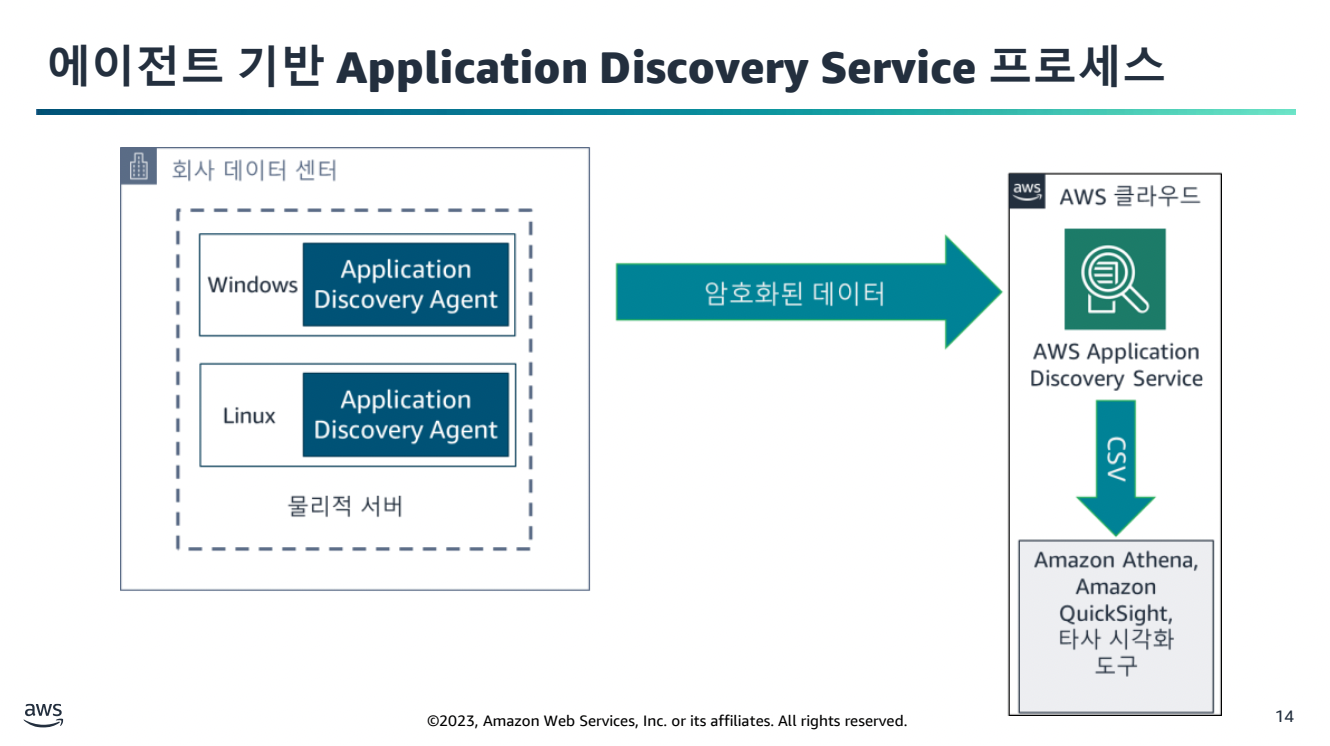 에이전트 기반 Application Discovery Service 프로세스
회사 데이터 센터
Windows
Application
Discovery Agent
Linux
Application
Discovery Agent
물리적 서버
암호화된 데이터
aws
AWS 클라우드
AWS Application
Discovery Service
CSV
Amazon Athena,
Amazon
QuickSight,
타사 시각화
도구
aws
©2023, Amazon Web Services, Inc. or its affiliates. All rights reserved.
14